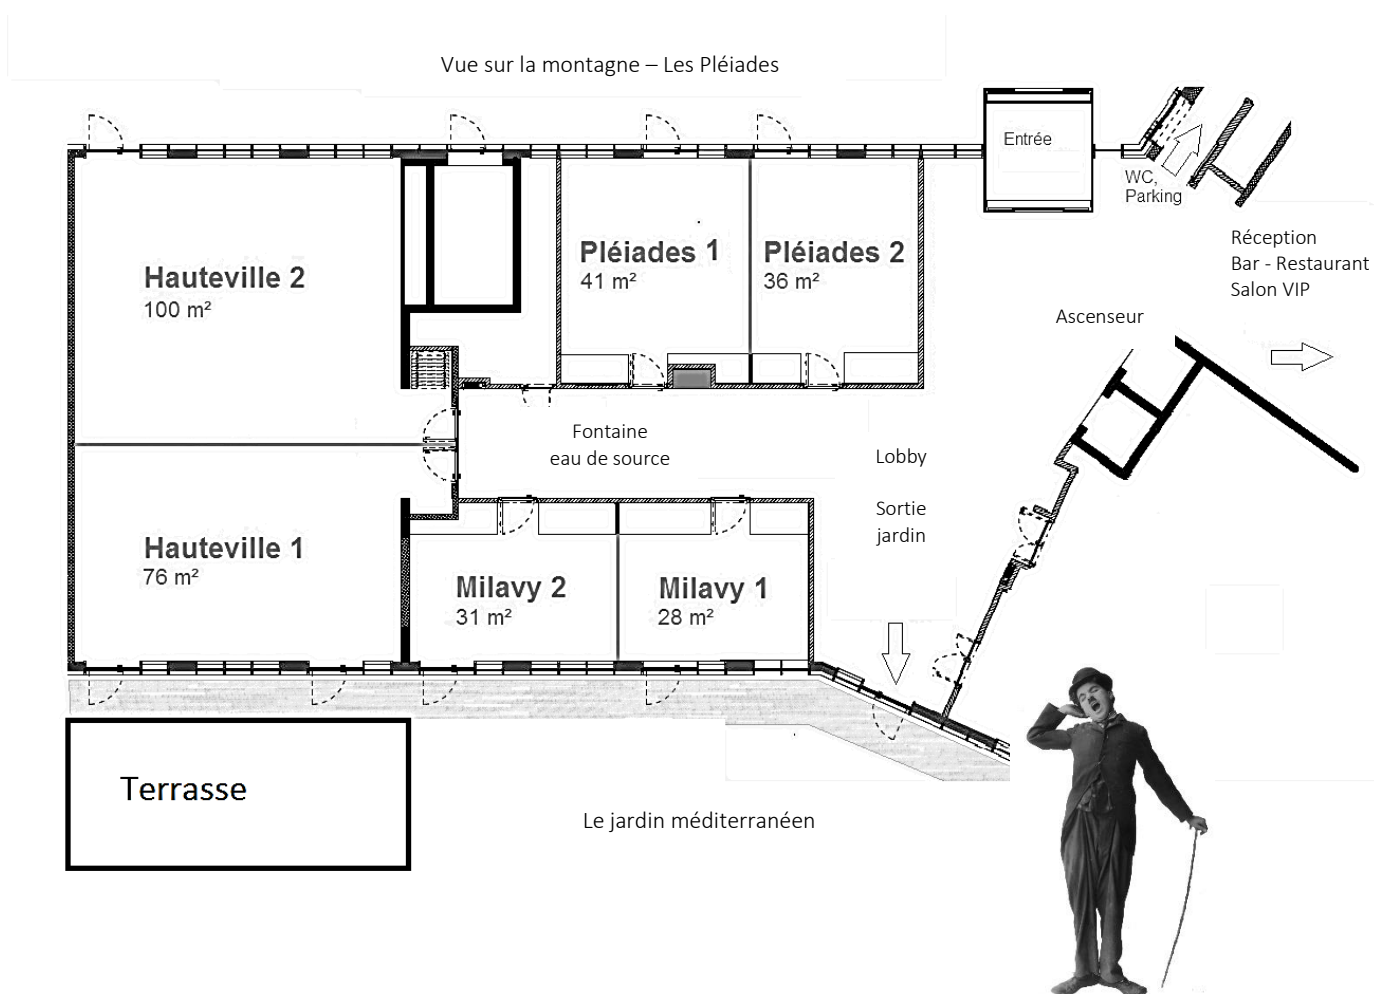 Vue sur la montagne – Les Pléiades
Entrée
WC,
Parking
Réception
Bar - Restaurant
Salon VIP
Ascenseur
Hauteville 2
100 m²
Pléiades 1
41 m²
Pléiades 2
36 m²
Fontaine
eau de source
Lobby
Sortie
jardin
Hauteville 1
76 m²
Milavy 2
31 m²
Milavy 1
28 m²
Terrasse
Le jardin méditerranéen